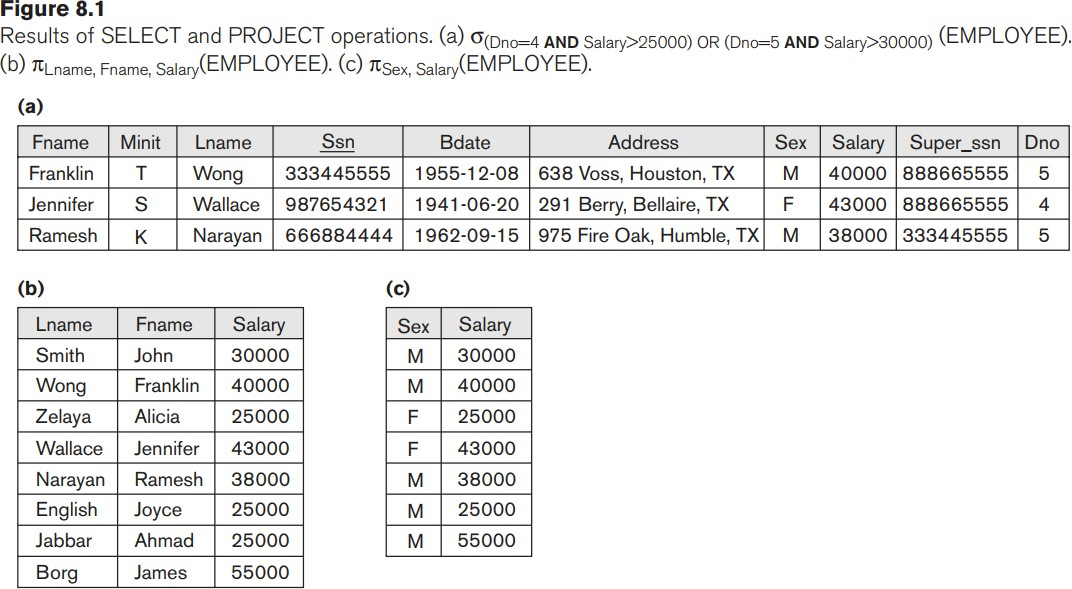 Figure 8.1
Results of SELECT and PROJECT operations. (a) σ(Dno=4 AND Salary>25000) OR (Dno=5 AND Salary>30000) (EMPLOYEE).
(b) πLname, Fname, Salary(EMPLOYEE). (c) πSex, Salary(EMPLOYEE).
(a)
Fname Minit Lname Ssn Bdate Address Sex Salary Super_ssn Dno
Franklin T Wong 333445555 1955-12-08 638 Voss, Houston, TX M 40000 888665555 5
Jennifer S Wallace 987654321 1941-06-20 291 Berry, Bellaire, TX F 43000 888665555 4
Ramesh K Narayan 666884444 1962-09-15 975 Fire Oak, Humble, TX M 38000 333445555 5
(b)
Lname Fname Salary
Smith John 30000
Wong Franklin 40000
Zelaya Alicia 25000
Wallace Jennifer 43000
Narayan Ramesh 38000
English Joyce 25000
Jabbar Ahmad 25000
Borg James 55000
(c)
Sex Salary
M 30000
M 40000
F 25000
F 43000
M 38000
M 25000
M 55000